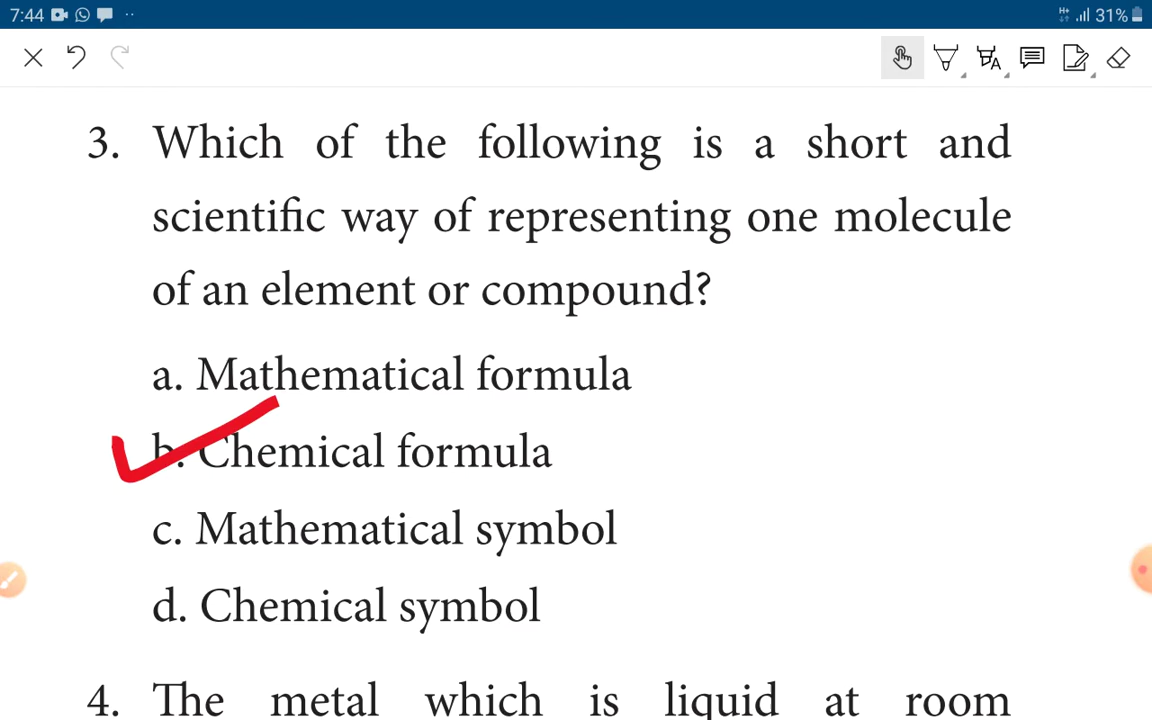 7:44 31%
3. Which of the following is a short and
scientific way of representing one molecule
of an element or compound?
a. Mathematical formula
b. Chemical formula
c. Mathematical symbol
d. Chemical symbol
4. The metal which is liquid at room